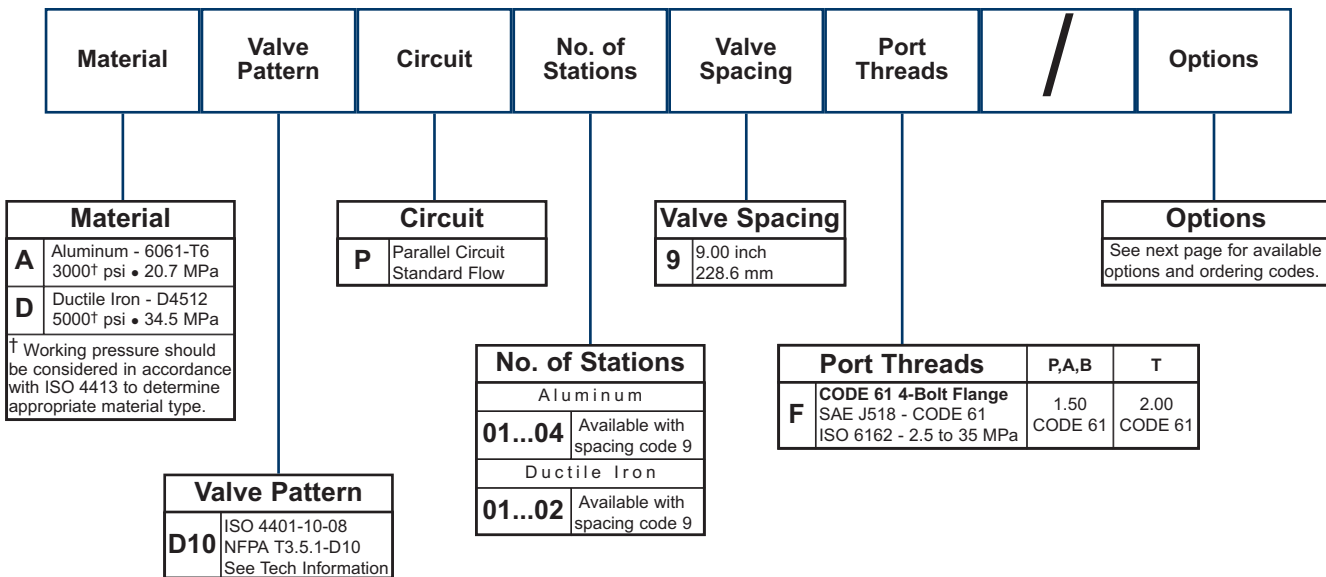 Material
Valve
Pattern
Circuit
No. of
Stations
Valve
Spacing
Port
Threads
/
Options
Material
A
Aluminum - 6061-T6
3000† psi • 20.7 MPa
D
Ductile Iron - D4512
5000† psi • 34.5 MPa
† Working pressure should
be considered in accordance
with ISO 4413 to determine
appropriate material type.
Valve Pattern
D10
ISO 4401-10-08
NFPA T3.5.1-D10
See Tech Information
Circuit
P
Parallel Circuit
Standard Flow
No. of Stations
Aluminum
01...04
Available with
spacing code 9
Ductile Iron
01...02
Available with
spacing code 9
Valve Spacing
9
9.00 inch
228.6 mm
Port Threads
P,A,B
T
F
CODE 61 4-Bolt Flange
SAE J518 - CODE 61
ISO 6162 - 2.5 to 35 MPa
1.50
CODE 61
2.00
CODE 61
Options
See next page for available
options and ordering codes.